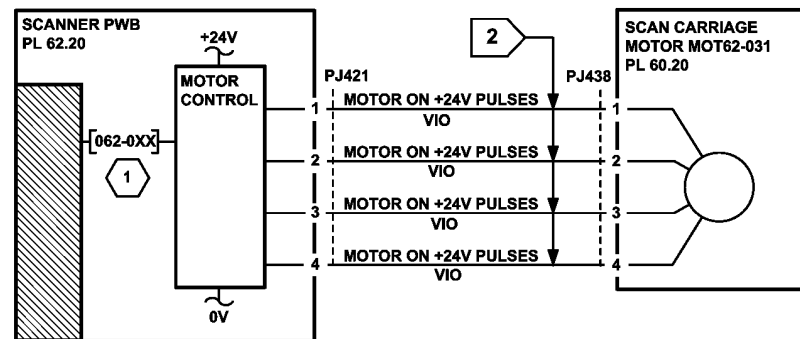 SCANNER PWB
PL 62.20
+24V
MOTOR
CONTROL
[062-0XX]
1
0V
PJ421
2
PJ438
SCAN CARRIAGE
MOTOR MOT62-031
PL 60.20
1 MOTOR ON +24V PULSES 1
VIO
2 MOTOR ON +24V PULSES 2
VIO
3 MOTOR ON +24V PULSES 3
VIO
4 MOTOR ON +24V PULSES 4
VIO